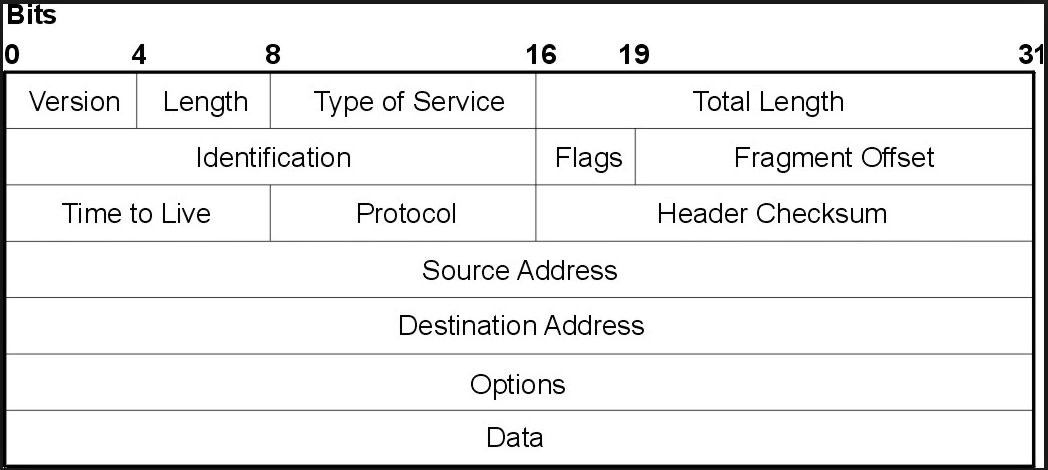 Bits
0 4 8 16 19 31
Version Length Type of Service Total Length
Identification Flags Fragment Offset
Time to Live Protocol Header Checksum
Source Address
Destination Address
Options
Data